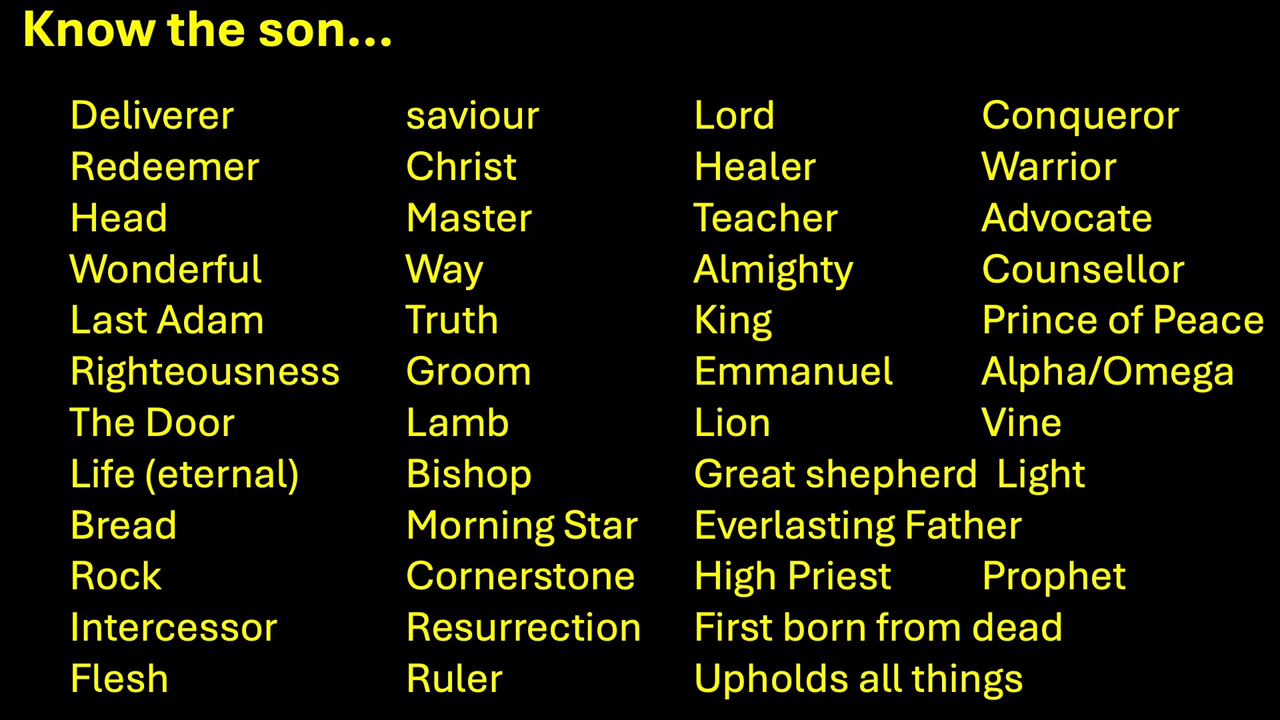 Know the son...
Deliverer saviour Lord Conqueror
Redeemer Christ Healer Warrior
Head Master Teacher Advocate
Wonderful Way Almighty Counsellor
Last Adam Truth King Prince of Peace
Righteousness Groom Emmanuel Alpha/Omega
The Door Lamb Lion Vine
Life (eternal) Bishop Great shepherd Light
Bread Morning Star Everlasting Father
Rock Cornerstone High Priest Prophet
Intercessor Resurrection First born from dead
Flesh Ruler Upholds all things